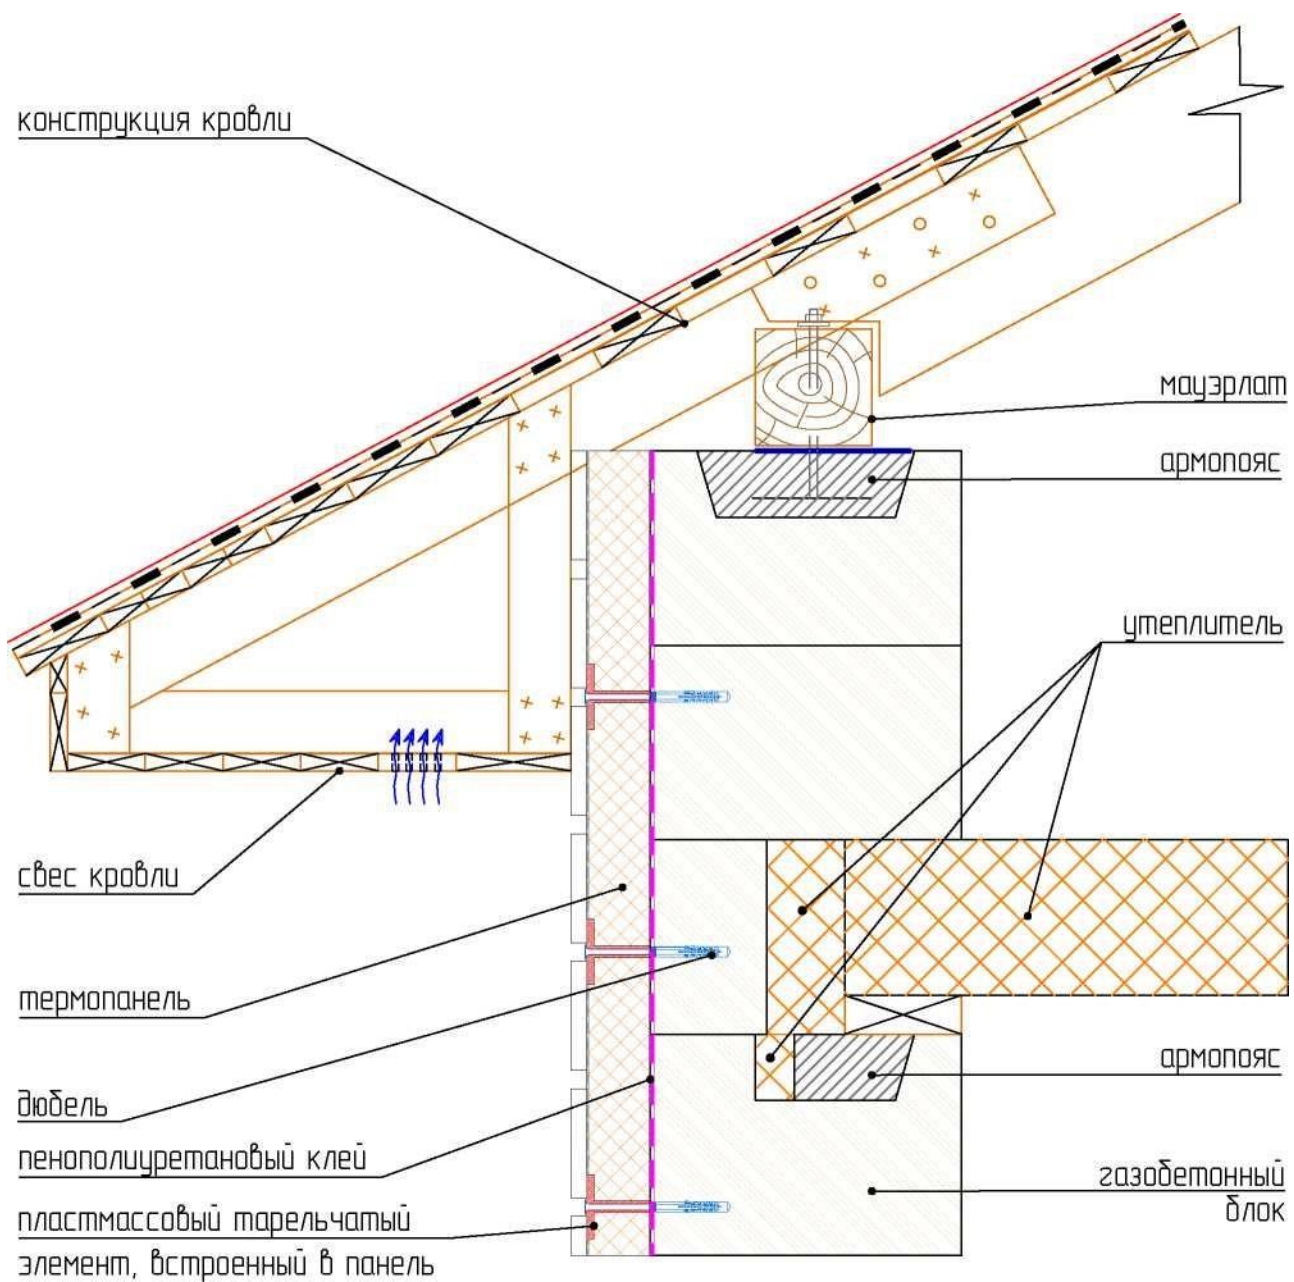 конструкция кровли
мауэрлат
армопояс
утеплитель
свес кровли
термопанель
армопояс
дюбель
пенополиуретановый клей
газобетонный
блок
пластмассовый тарельчатый
элемент, встроенный в панель